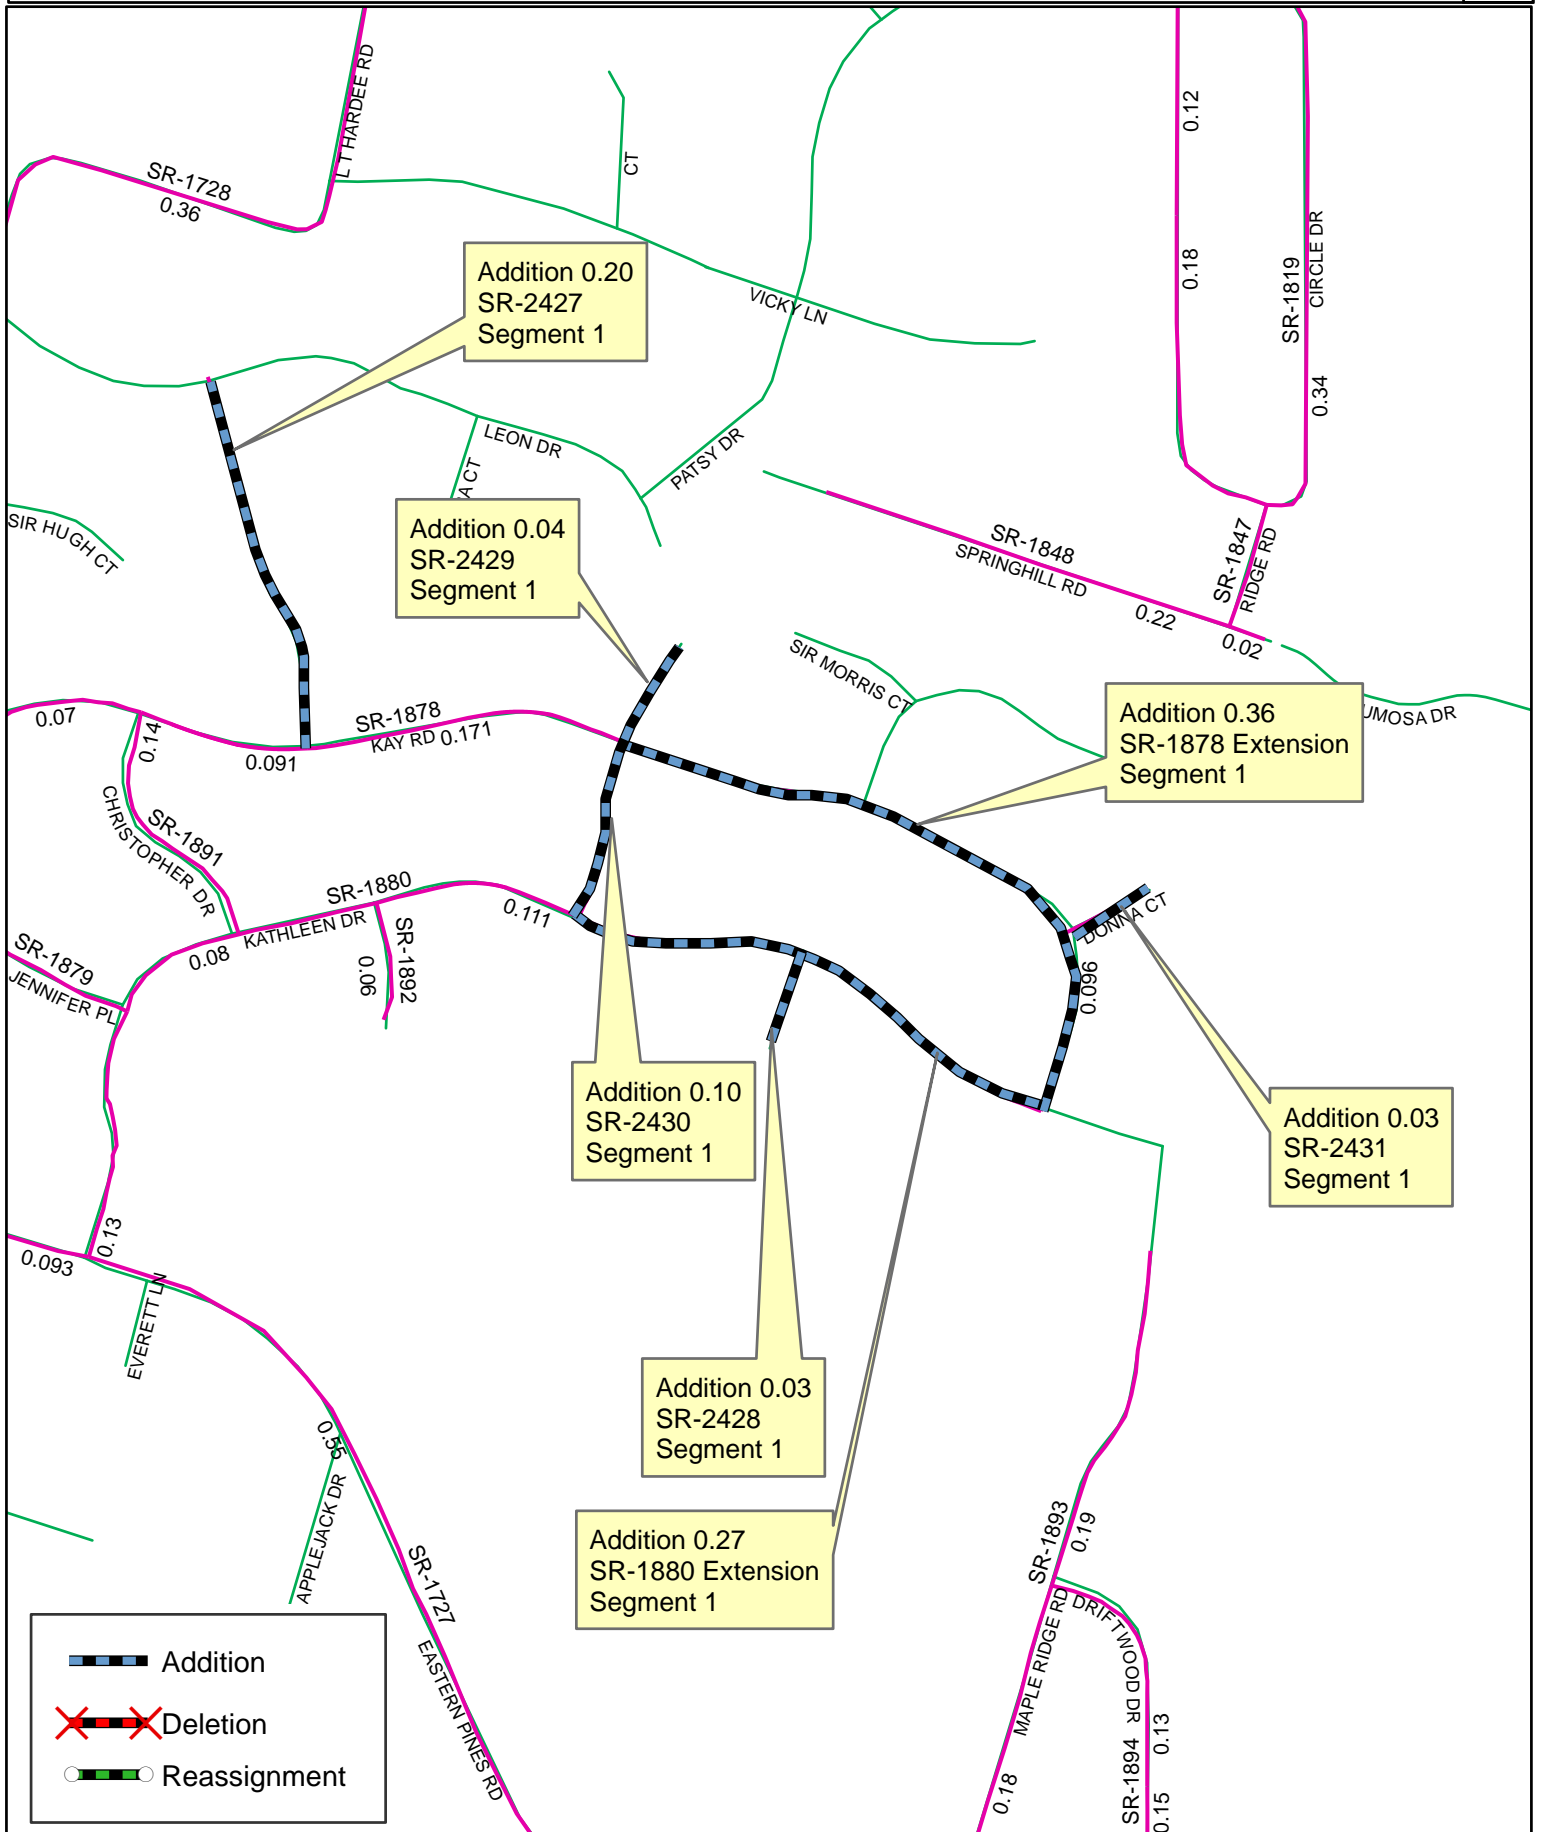 L T HARDEE RD
SR-1728
0.36
CT
0.12
0.18
SR-1819
CIRCLE DR
0.34
VICKY LN
Addition 0.20
SR-2427
Segment 1
LEON DR
A CT
PATSY DR
SIR HUGH CT
Addition 0.04
SR-2429
Segment 1
SR-1848
SPRINGHILL RD
0.22
SR-1847
RIDGE RD
0.02
SIR MORRIS CT
UMOSA DR
Addition 0.36
SR-1878 Extension
Segment 1
0.07
0.14
0.091
SR-1878
KAY RD 0.171
SR-1891
CHRISTOPHER DR
SR-1880
KATHLEEN DR
0.08
0.111
SR-1892
0.06
SR-1879
JENNIFER PL
DONNA CT
0.096
Addition 0.10
SR-2430
Segment 1
Addition 0.03
SR-2431
Segment 1
0.13
0.093
EVERETT LN
Addition 0.03
SR-2428
Segment 1
0.55
APPLEJACK DR
SR-1727
EASTERN PINES RD
Addition 0.27
SR-1880 Extension
Segment 1
SR-1893
0.19
MAPLE RIDGE RD
DRIFTWOOD DR
0.18
SR-1894
0.13
0.15
Addition
Deletion
Reassignment